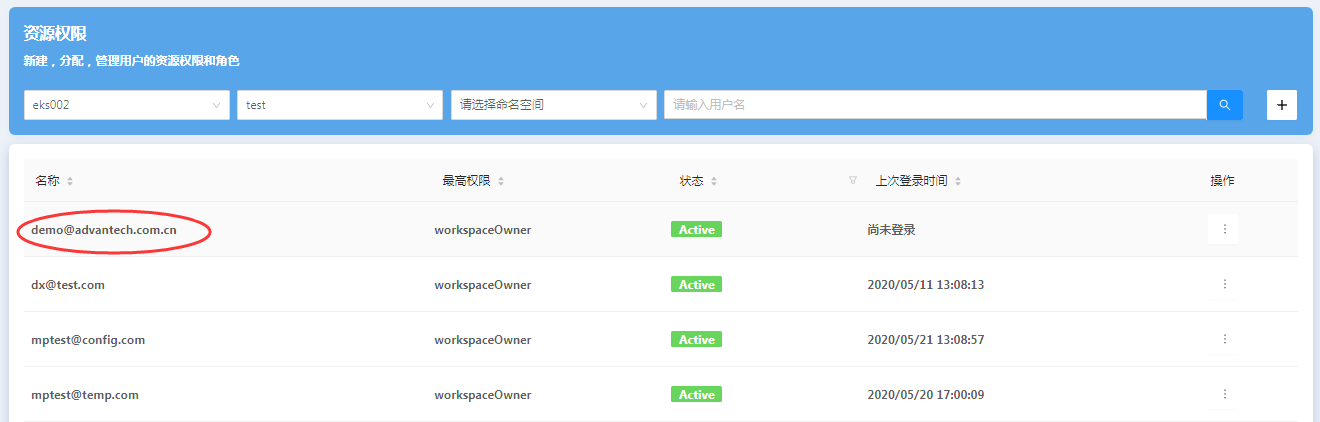 资源权限
新建，分配，管理用户的资源权限和角色
eks002 test 请选择命名空间 请输入用户名
名称 最高权限 状态 上次登录时间 操作
demo@advantech.com.cn workspaceOwner Active 尚未登录
dx@test.com workspaceOwner Active 2020/05/11 13:08:13
mptest@config.com workspaceOwner Active 2020/05/21 13:08:57
mptest@temp.com workspaceOwner Active 2020/05/20 17:00:09